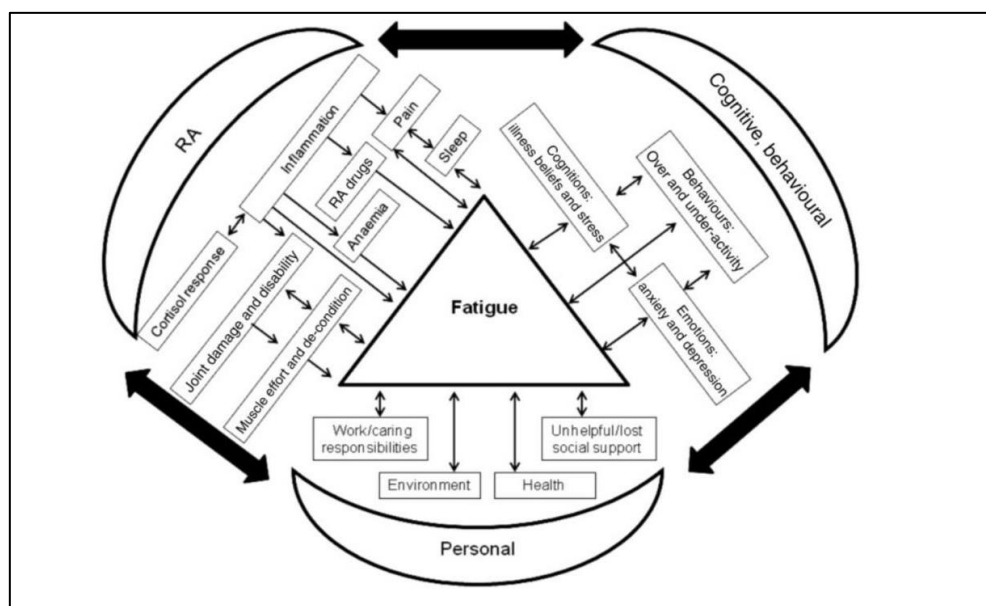 RA
Inflammation
Pain
Sleep
RA drugs
Anaemia
Cortisol response
Joint damage and disability
Muscle effort and de-condition
Cognitive, behavioural
Cognitions:
illness beliefs and stress
Behaviours:
Over and under-activity
Emotions:
anxiety and depression
Fatigue
Work/caring
responsibilities
Unhelpful/lost
social support
Environment
Health
Personal